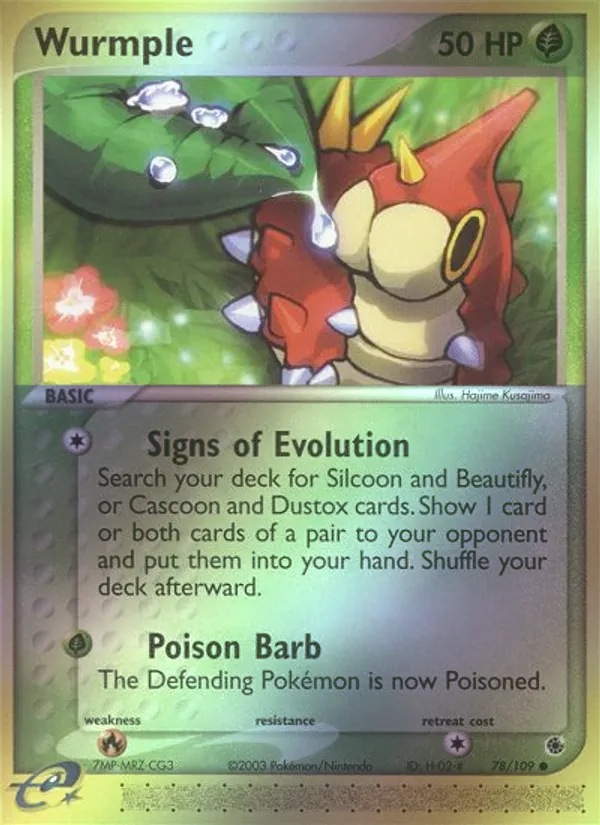 Wurmple 50 HP
BASIC
Illus. Hajime Kusajima
Signs of Evolution
Search your deck for Silcoon and Beautifly,
or Cascoon and Dustox cards. Show 1 card
or both cards of a pair to your opponent
and put them into your hand. Shuffle your
deck afterward.
Poison Barb
The Defending Pokémon is now Poisoned.
weakness resistance retreat cost
7MP-MRZ-CG3 ©2003 Pokémon/Nintendo ID: H-02-# 78/109
e